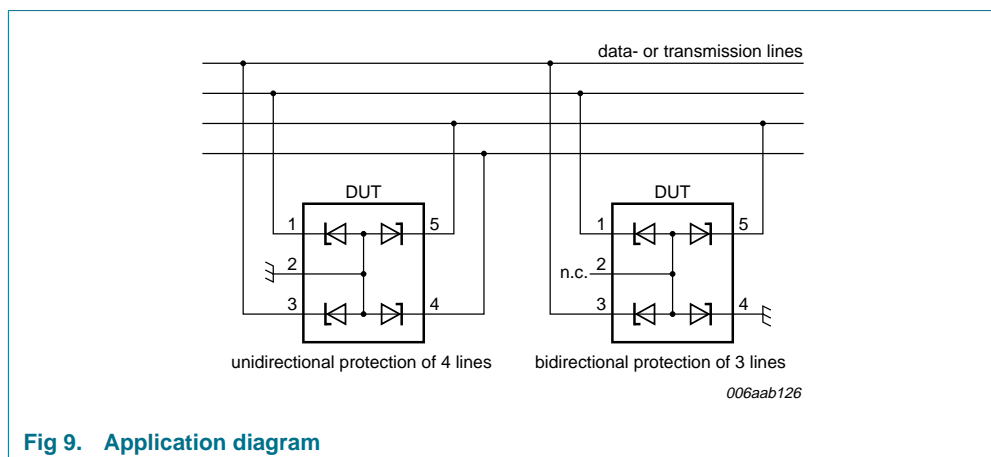 data- or transmission lines
DUT
1
5
2
3
4
unidirectional protection of 4 lines
DUT
1
5
n.c.
2
3
4
bidirectional protection of 3 lines
006aab126
Fig 9. Application diagram